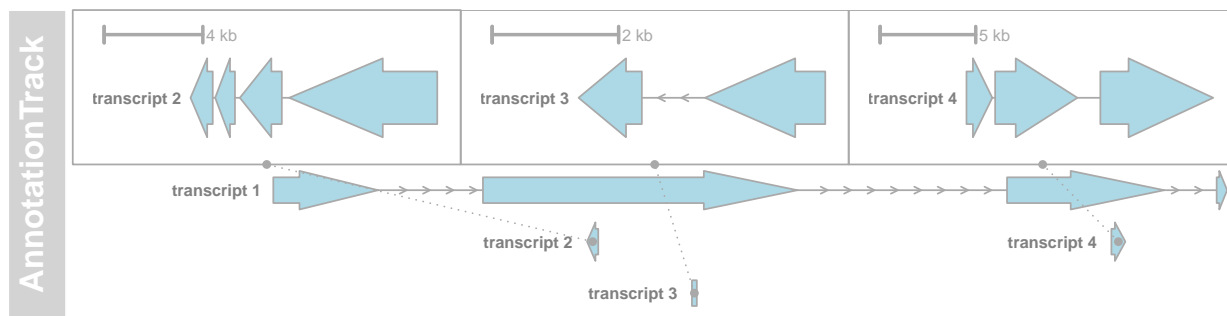 AnnotationTrack
4 kb
2 kb
5 kb
transcript 2
transcript 3
transcript 4
transcript 1
transcript 2
transcript 4
transcript 3